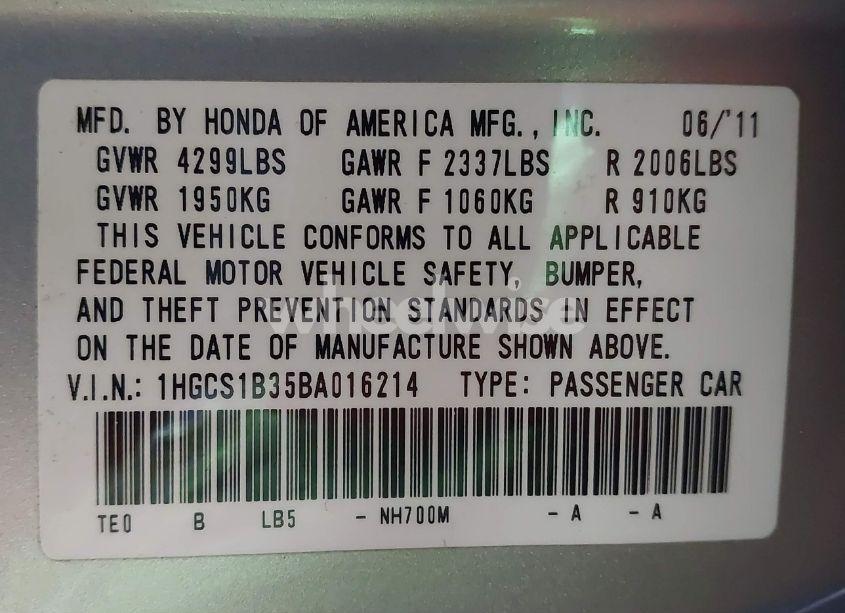 MFD. BY HONDA OF AMERICA MFG., INC. 06/'11
GVWR 4299LBS GAWR F 2337LBS R 2006LBS
GVWR 1950KG GAWR F 1060KG R 910KG
THIS VEHICLE CONFORMS TO ALL APPLICABLE
FEDERAL MOTOR VEHICLE SAFETY, BUMPER,
AND THEFT PREVENTION STANDARDS IN EFFECT
wheelwise
ON THE DATE OF MANUFACTURE SHOWN ABOVE.
V.I.N.: 1HGCS1B35BA016214 TYPE: PASSENGER CAR
TE0 B LB5 - NH700M - A - A